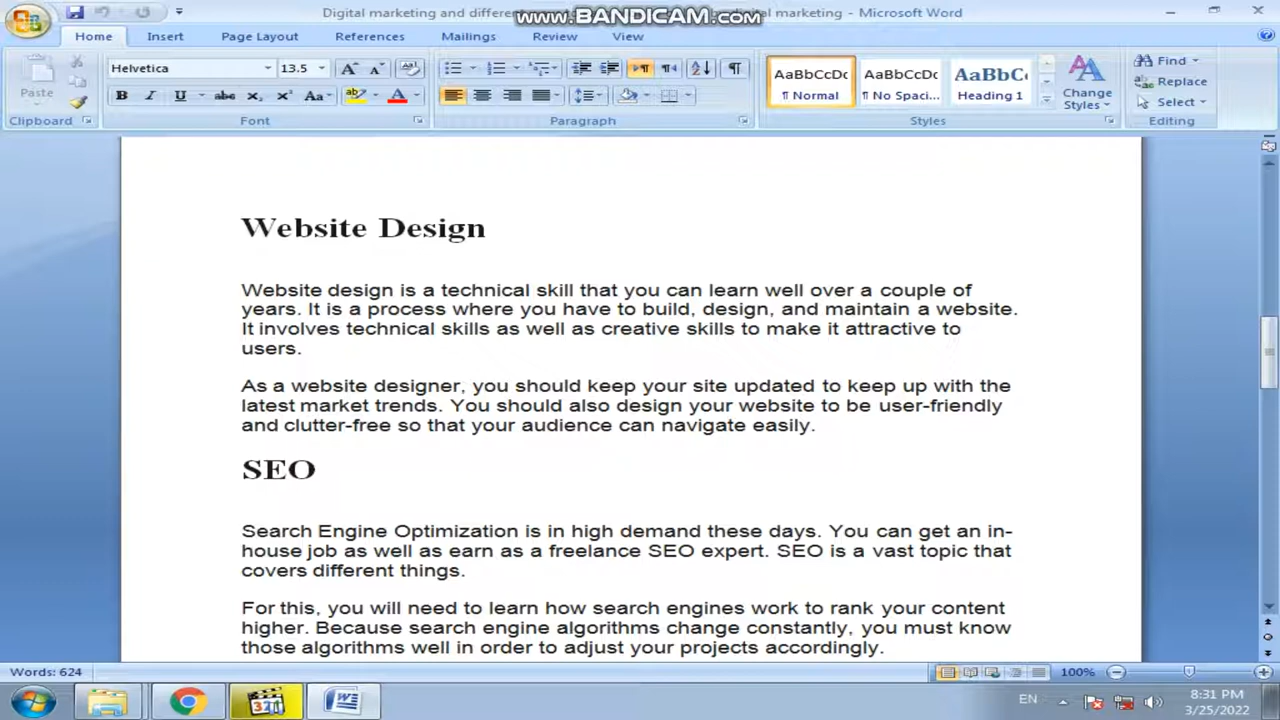 Digital marketing and differen
www.BANDICAM.com
digital marketing - Microsoft Word
Home Insert Page Layout References Mailings Review View
Paste
Clipboard
Helvetica 13.5
B I U abc X₂ X² Aa
Font
Paragraph
AaBbCcDc AaBbCcDc AaBbC
¶ Normal ¶ No Spaci... Heading 1
Change Styles
Styles
Find
Replace
Select
Editing
Website Design
Website design is a technical skill that you can learn well over a couple of
years. It is a process where you have to build, design, and maintain a website.
It involves technical skills as well as creative skills to make it attractive to
users.
As a website designer, you should keep your site updated to keep up with the
latest market trends. You should also design your website to be user-friendly
and clutter-free so that your audience can navigate easily.
SEO
Search Engine Optimization is in high demand these days. You can get an in-
house job as well as earn as a freelance SEO expert. SEO is a vast topic that
covers different things.
For this, you will need to learn how search engines work to rank your content
higher. Because search engine algorithms change constantly, you must know
those algorithms well in order to adjust your projects accordingly.
Words: 624
100%
EN
8:31 PM
3/25/2022